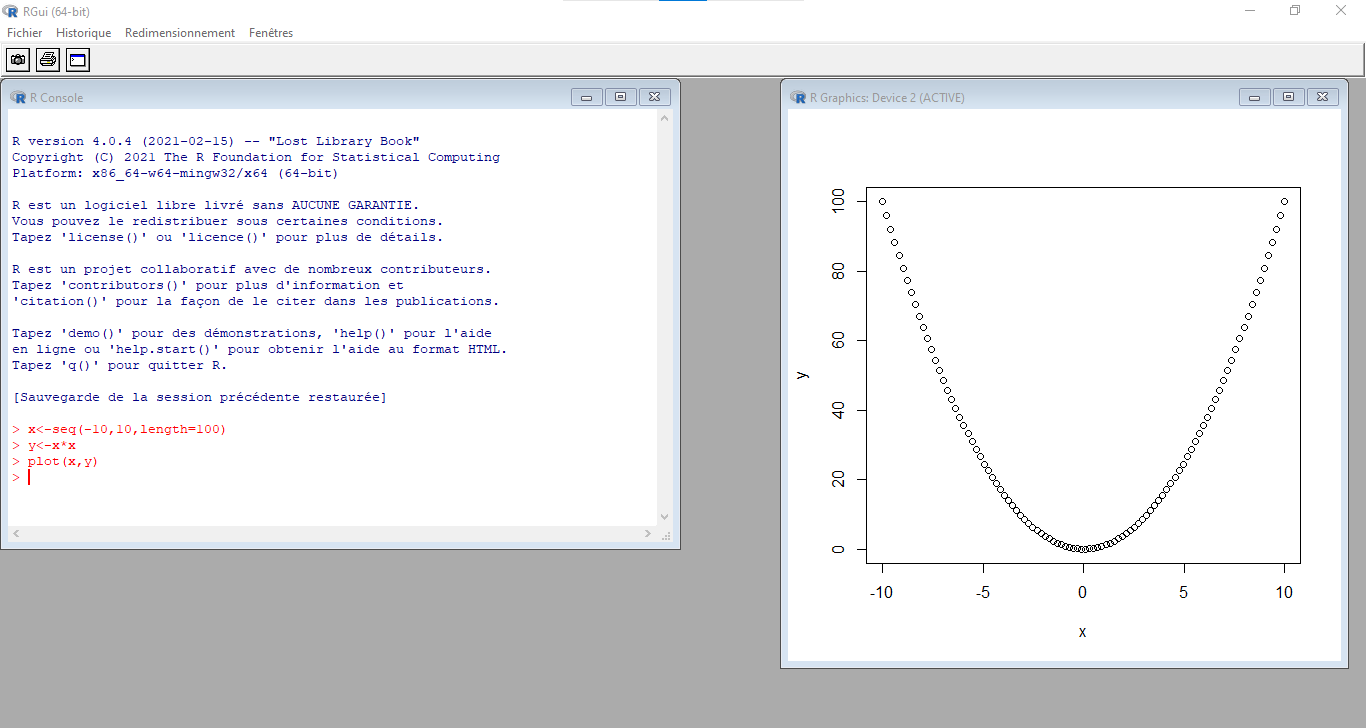 RGui (64-bit)
Fichier Historique Redimensionnement Fenêtres
R Console
R version 4.0.4 (2021-02-15) -- "Lost Library Book"
Copyright (C) 2021 The R Foundation for Statistical Computing
Platform: x86_64-w64-mingw32/x64 (64-bit)
R est un logiciel libre livré sans AUCUNE GARANTIE.
Vous pouvez le redistribuer sous certaines conditions.
Tapez 'license()' ou 'licence()' pour plus de détails.
R est un projet collaboratif avec de nombreux contributeurs.
Tapez 'contributors()' pour plus d'information et
'citation()' pour la façon de le citer dans les publications.
Tapez 'demo()' pour des démonstrations, 'help()' pour l'aide
en ligne ou 'help.start()' pour obtenir l'aide au format HTML.
Tapez 'q()' pour quitter R.
[Sauvegarde de la session précédente restaurée]
> x<-seq(-10,10,length=100)
> y<-x*x
> plot(x,y)
>
R Graphics: Device 2 (ACTIVE)
100
80
60
40
20
0
y
-10 -5 0 5 10
x